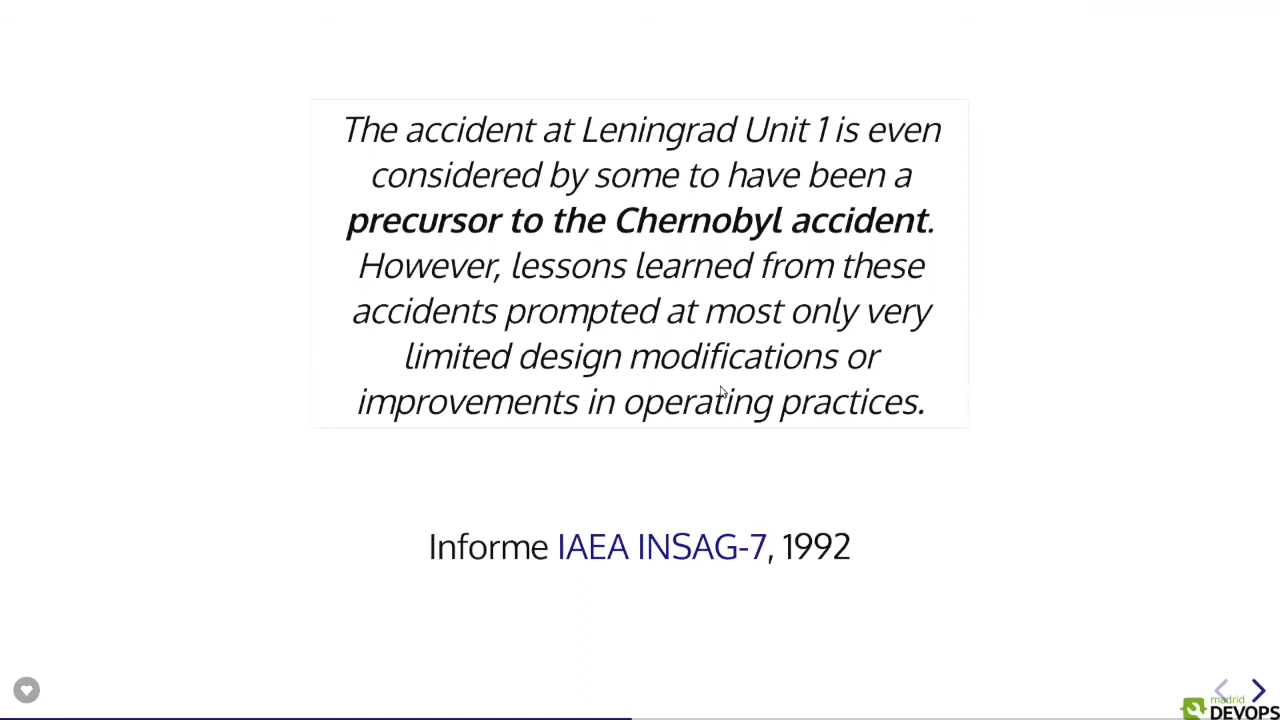 The accident at Leningrad Unit 1 is even
considered by some to have been a
precursor to the Chernobyl accident.
However, lessons learned from these
accidents prompted at most only very
limited design modifications or
improvements in operating practices.
Informe IAEA INSAG-7, 1992
madrid
DEVOPS